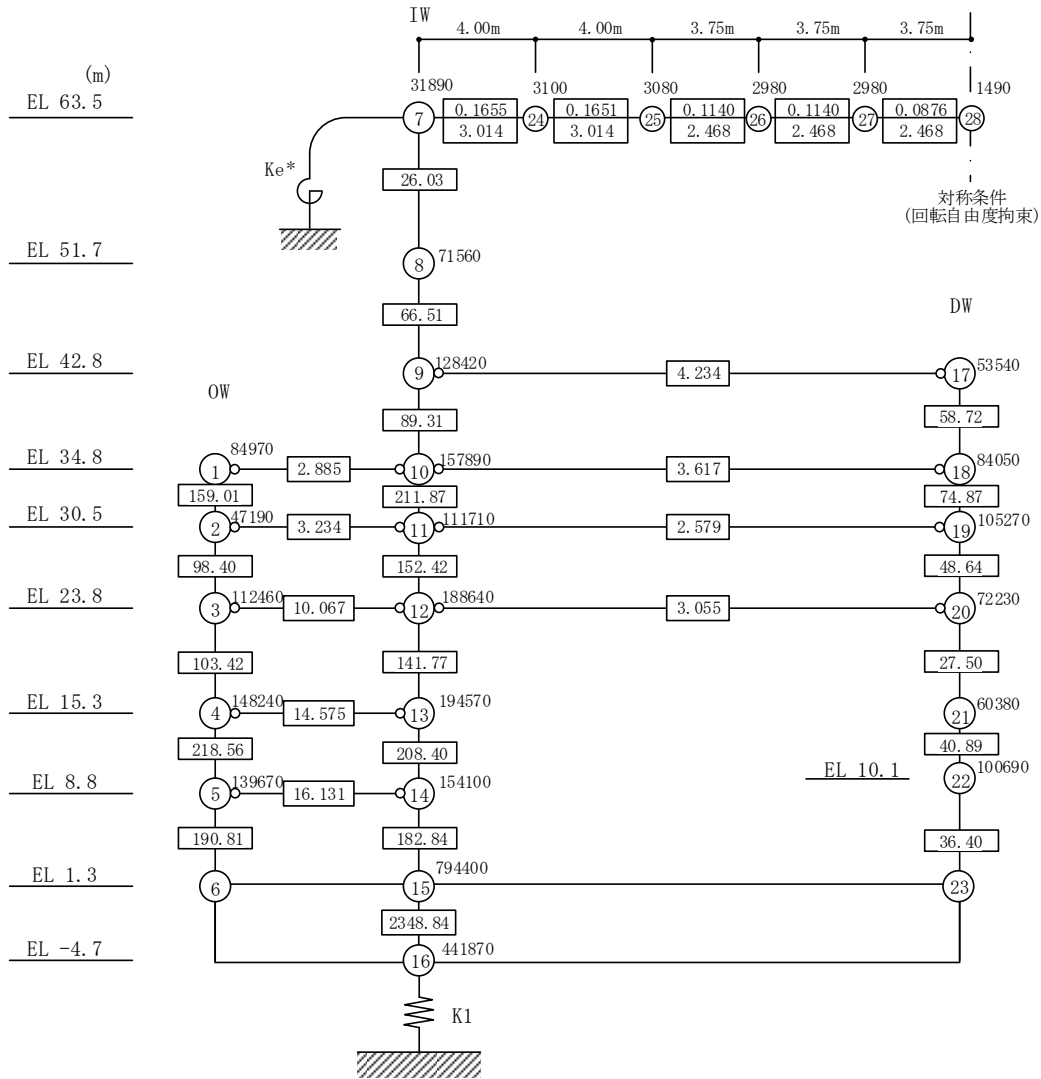 IW
4.00m 4.00m 3.75m 3.75m 3.75m
(m)
31890 3100 3080 2980 2980 1490
EL 63.5
7 0.1655 24 0.1651 25 0.1140 26 0.1140 27 0.0876 28
3.014 3.014 2.468 2.468 2.468
Ke*
26.03
対称条件
(回転自由度拘束)
EL 51.7
8 71560
66.51
DW
EL 42.8
9 128420 4.234 17 53540
OW
89.31 58.72
EL 34.8
1 84970 2.885 10 157890 3.617 18 84050
159.01 211.87 74.87
EL 30.5
2 47190 3.234 11 111710 2.579 19 105270
98.40 152.42 48.64
EL 23.8
3 112460 10.067 12 188640 3.055 20 72230
103.42 141.77 27.50
EL 15.3
4 148240 14.575 13 194570 21 60380
218.56 208.40 40.89
EL 8.8
5 139670 16.131 14 154100 EL 10.1 22 100690
190.81 182.84 36.40
EL 1.3
6 15 794400 23
2348.84
EL -4.7
16 441870
K1